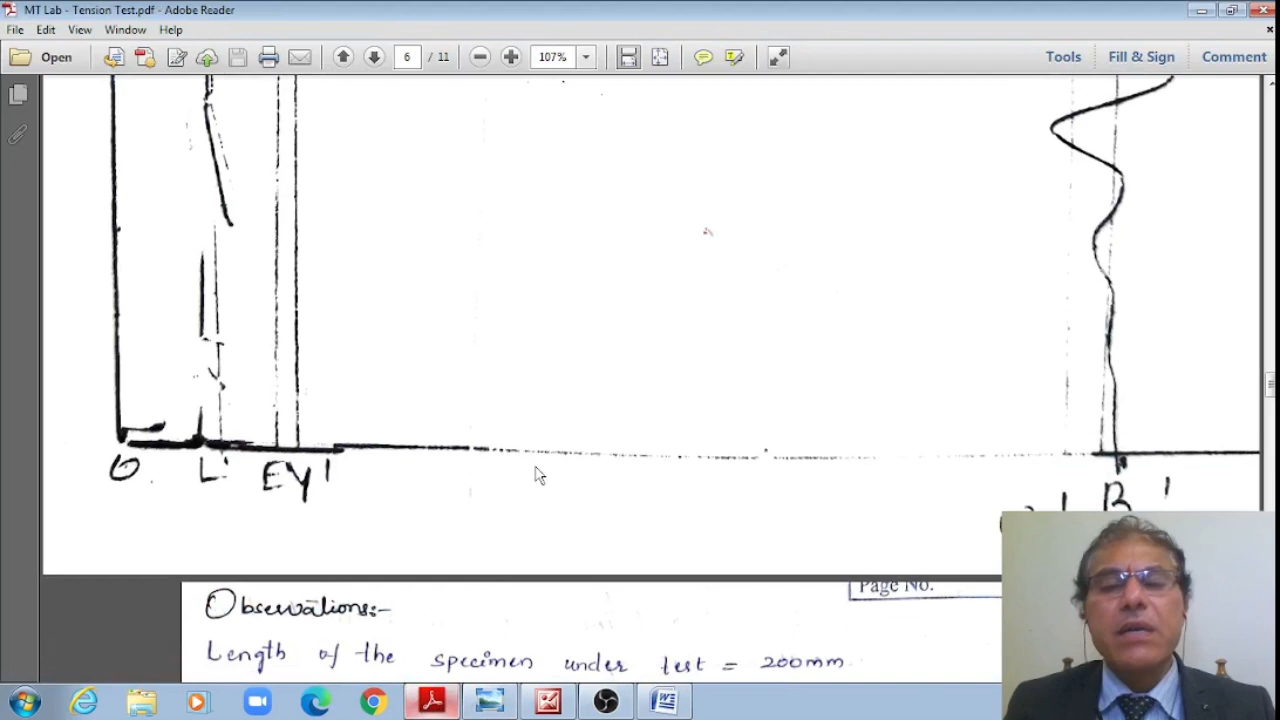 MT Lab - Tension Test.pdf - Adobe Reader
File Edit View Window Help
Open 6 / 11 107% Tools Fill & Sign Comment
O L' E Y' B '
Page No.
Observations:-
Length of the specimen under test = 200mm